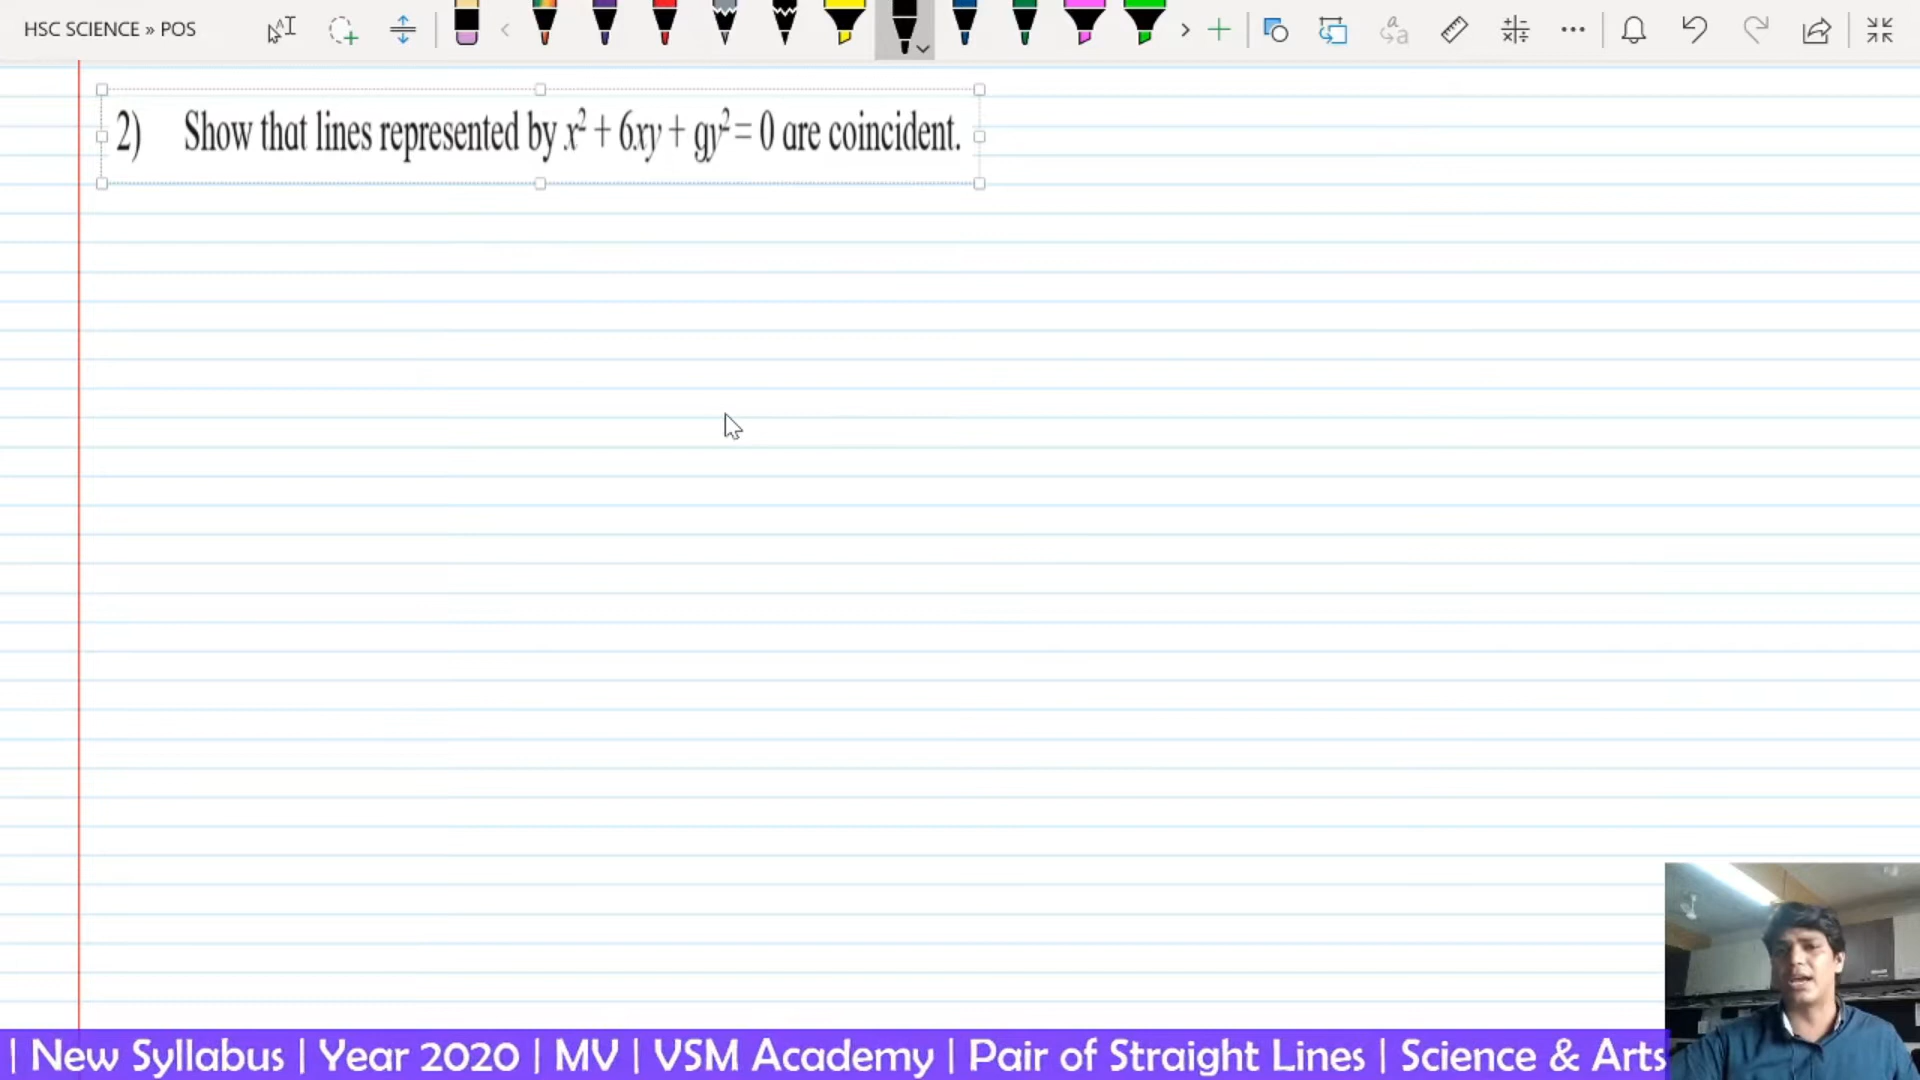 HSC SCIENCE » POS
2) Show that lines represented by x² + 6xy + gy² = 0 are coincident.
| New Syllabus | Year 2020 | MV | VSM Academy | Pair of Straight Lines | Science & Arts